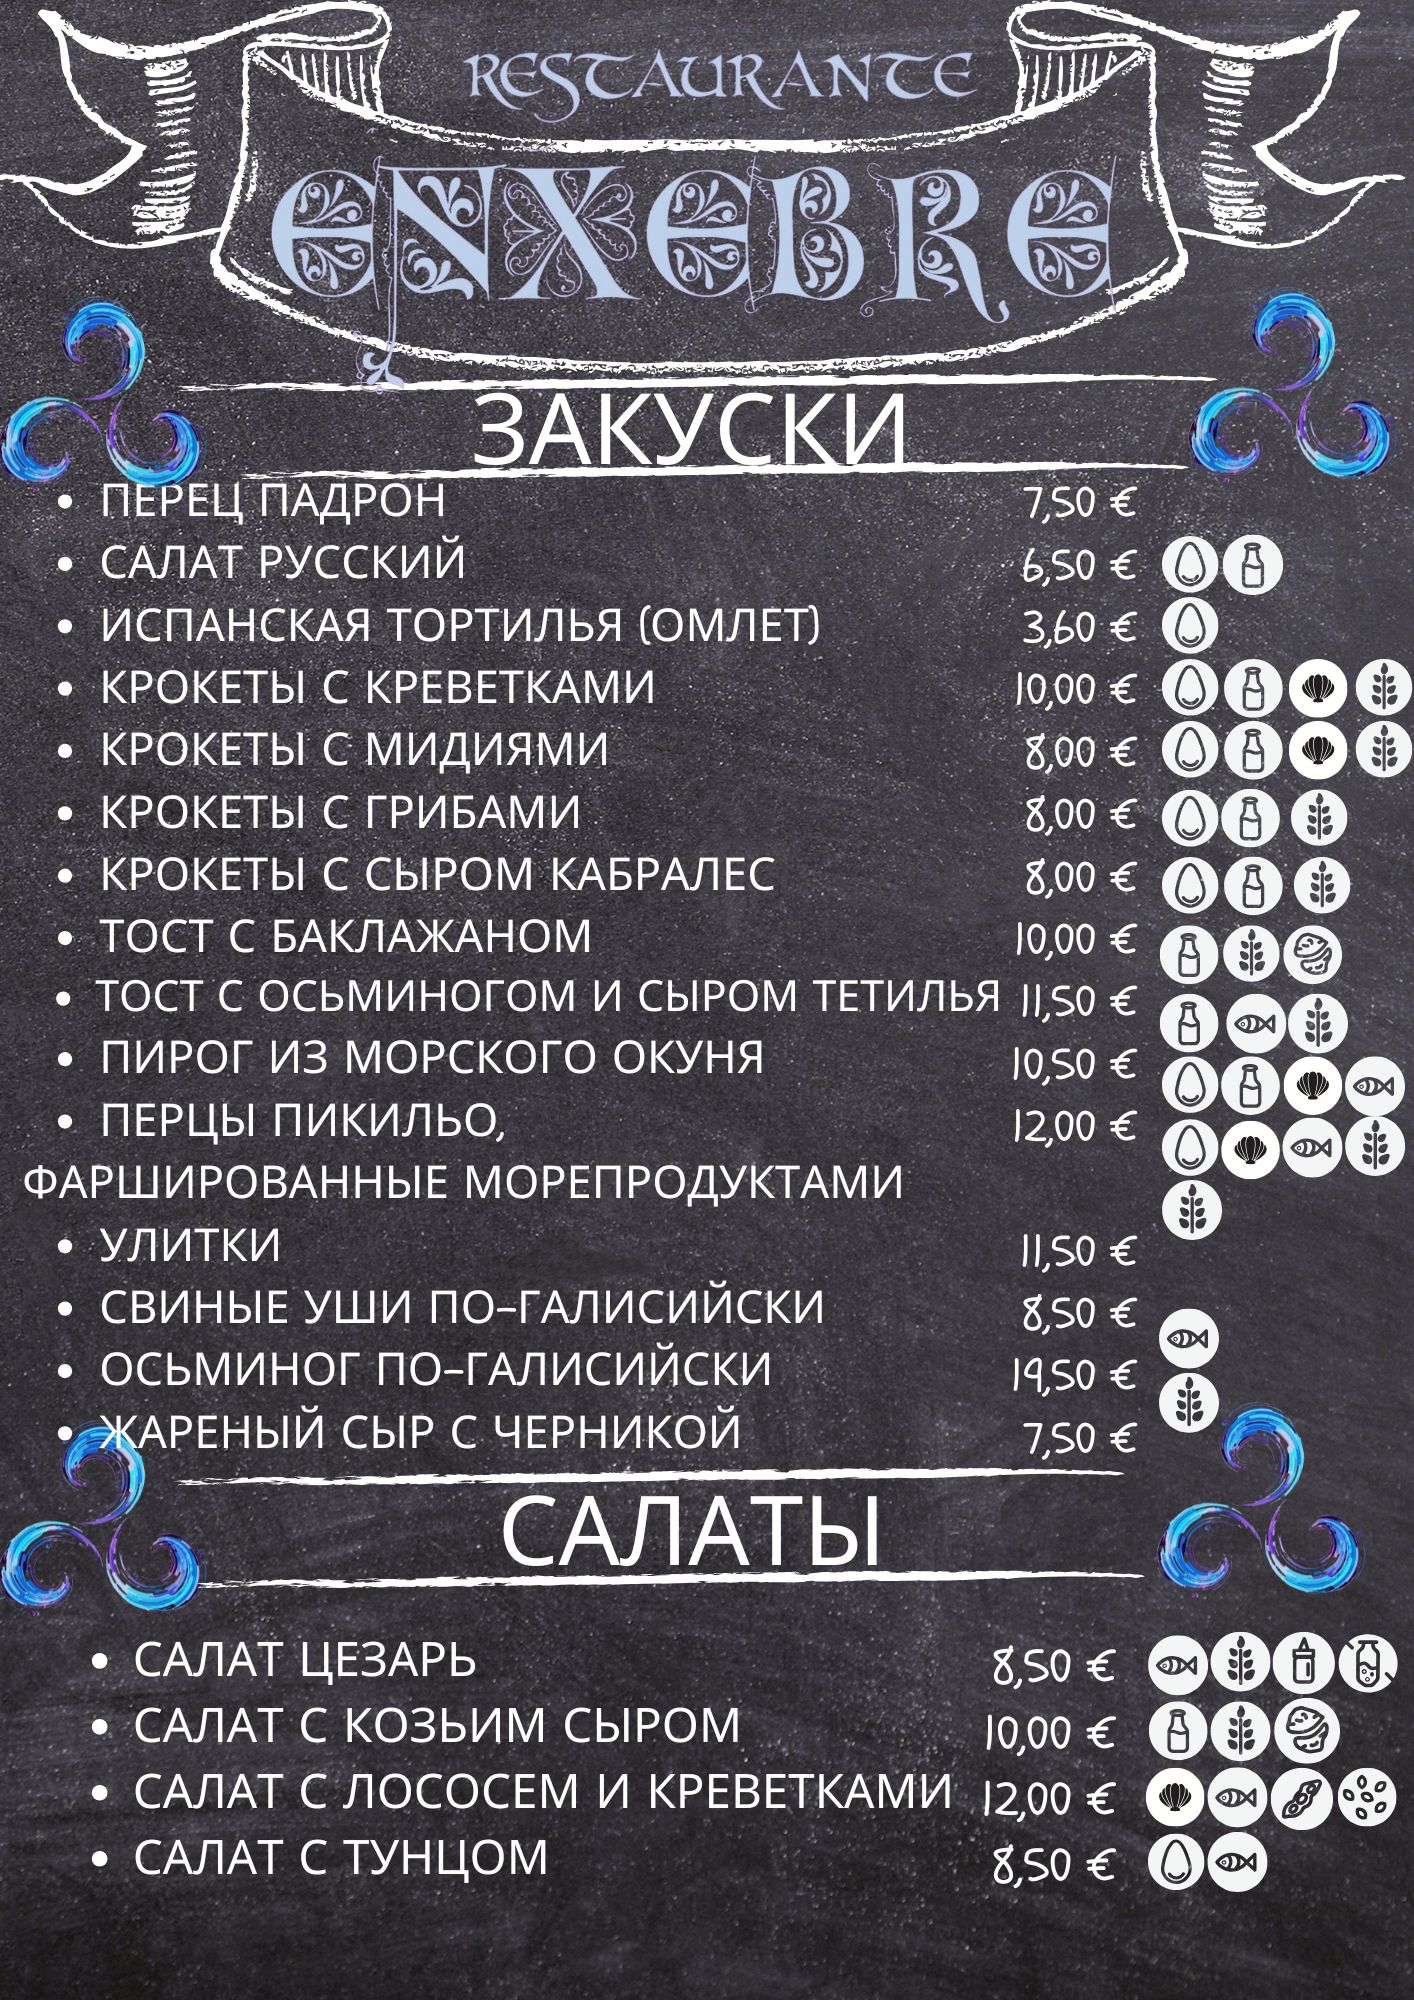 RESTAURANTE
ENXEBRE
ЗАКУСКИ
• ПЕРЕЦ ПАДРОН 7,50 €
• САЛАТ РУССКИЙ 6,50 €
• ИСПАНСКАЯ ТОРТИЛЬЯ (ОМЛЕТ) 3,60 €
• КРОКЕТЫ С КРЕВЕТКАМИ 10,00 €
• КРОКЕТЫ С МИДИЯМИ 8,00 €
• КРОКЕТЫ С ГРИБАМИ 8,00 €
• КРОКЕТЫ С СЫРОМ КАБРАЛЕС 8,00 €
• ТОСТ С БАКЛАЖАНОМ 10,00 €
• ТОСТ С ОСЬМИНОГОМ И СЫРОМ ТЕТИЛЬЯ 11,50 €
• ПИРОГ ИЗ МОРСКОГО ОКУНЯ 10,50 €
• ПЕРЦЫ ПИКИЛЬО, 12,00 €
ФАРШИРОВАННЫЕ МОРЕПРОДУКТАМИ
• УЛИТКИ 11,50 €
• СВИНЫЕ УШИ ПО-ГАЛИСИЙСКИ 8,50 €
• ОСЬМИНОГ ПО-ГАЛИСИЙСКИ 19,50 €
• ЖАРЕНЫЙ СЫР С ЧЕРНИКОЙ 7,50 €
САЛАТЫ
• САЛАТ ЦЕЗАРЬ 8,50 €
• САЛАТ С КОЗЬИМ СЫРОМ 10,00 €
• САЛАТ С ЛОСОСЕМ И КРЕВЕТКАМИ 12,00 €
• САЛАТ С ТУНЦОМ 8,50 €